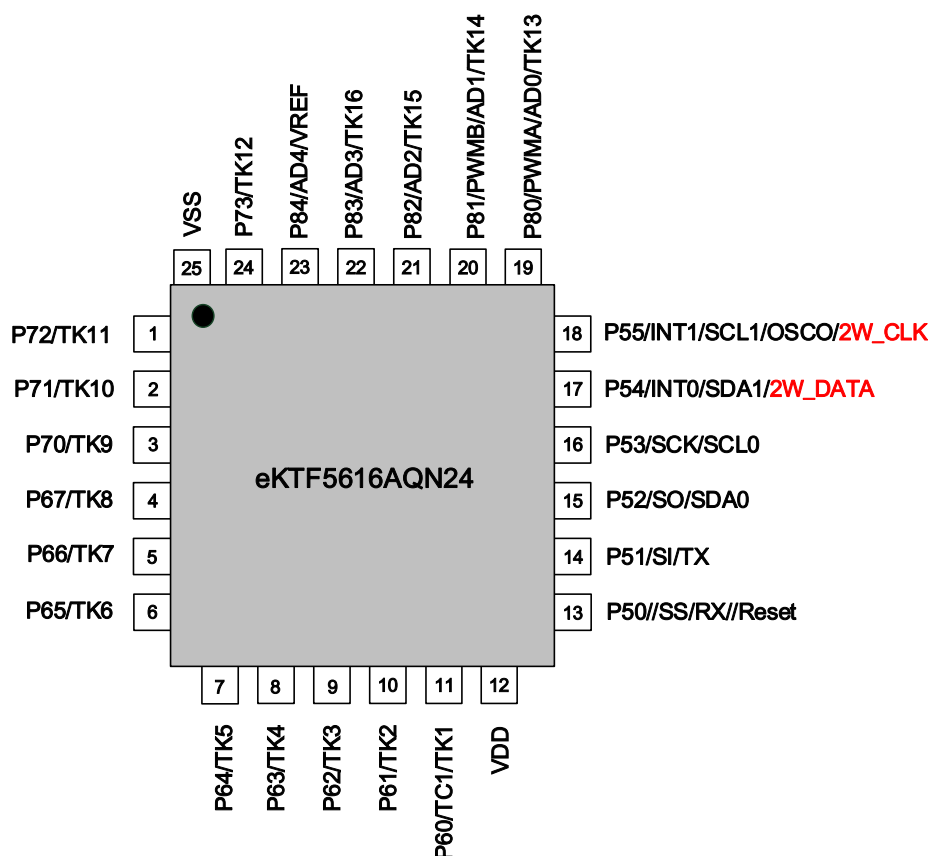 VSS
P73/TK12
P84/AD4/VREF
P83/AD3/TK16
P82/AD2/TK15
P81/PWMB/AD1/TK14
P80/PWMA/AD0/TK13
25
24
23
22
21
20
19
P72/TK11
1
18
P55/INT1/SCL1/OSCO/2W_CLK
P71/TK10
2
17
P54/INT0/SDA1/2W_DATA
P70/TK9
3
16
P53/SCK/SCL0
eKTF5616AQN24
P67/TK8
4
15
P52/SO/SDA0
P66/TK7
5
14
P51/SI/TX
P65/TK6
6
13
P50//SS/RX//Reset
7
8
9
10
11
12
P64/TK5
P63/TK4
P62/TK3
P61/TK2
P60/TC1/TK1
VDD